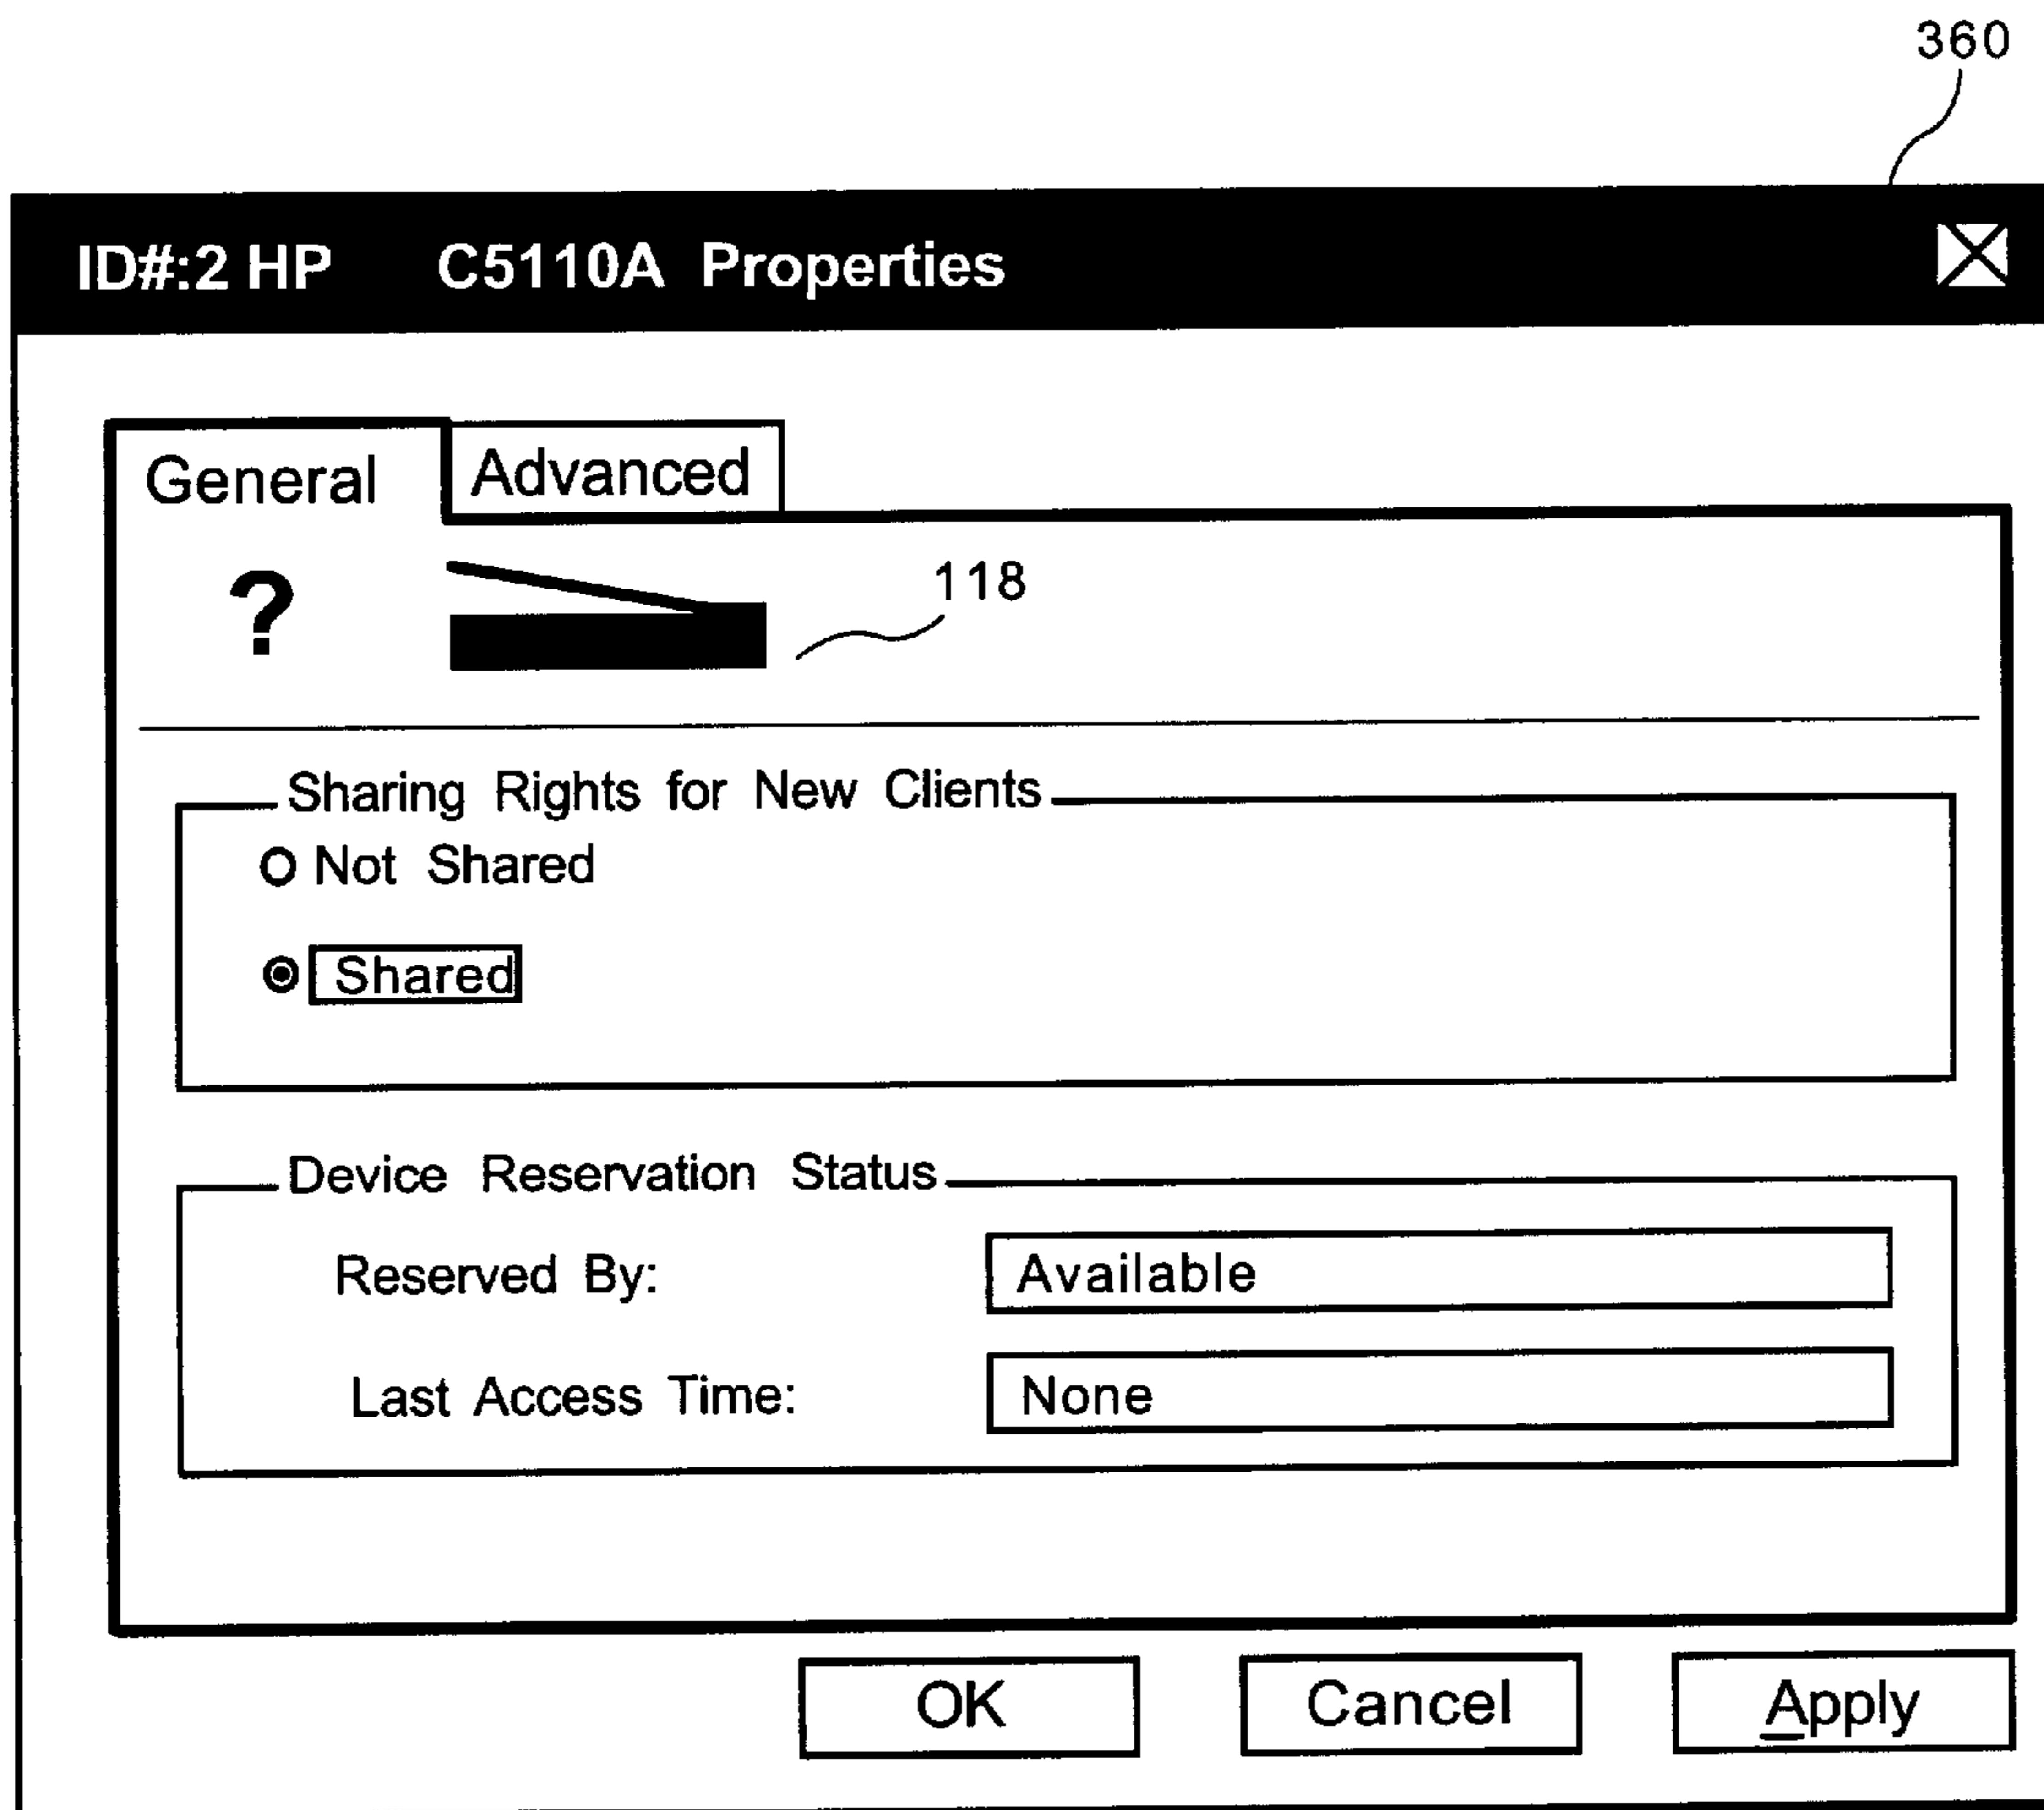 360
ID#:2 HP C5110A Properties
General Advanced
?
118
Sharing Rights for New Clients
Not Shared
Shared
Device Reservation Status
Reserved By: Available
Last Access Time: None
OK Cancel Apply